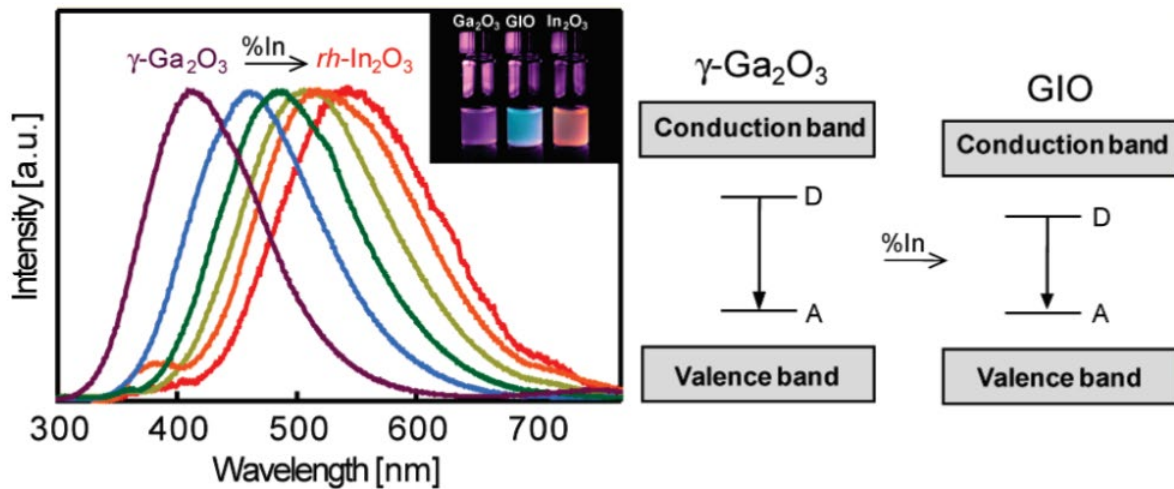 Ga₂O₃ GIO In₂O₃
γ-Ga₂O₃ %In rh-In₂O₃
Intensity [a.u.]
300 400 500 600 700
Wavelength [nm]
γ-Ga₂O₃
Conduction band
D
A
Valence band
%In
GIO
Conduction band
D
A
Valence band